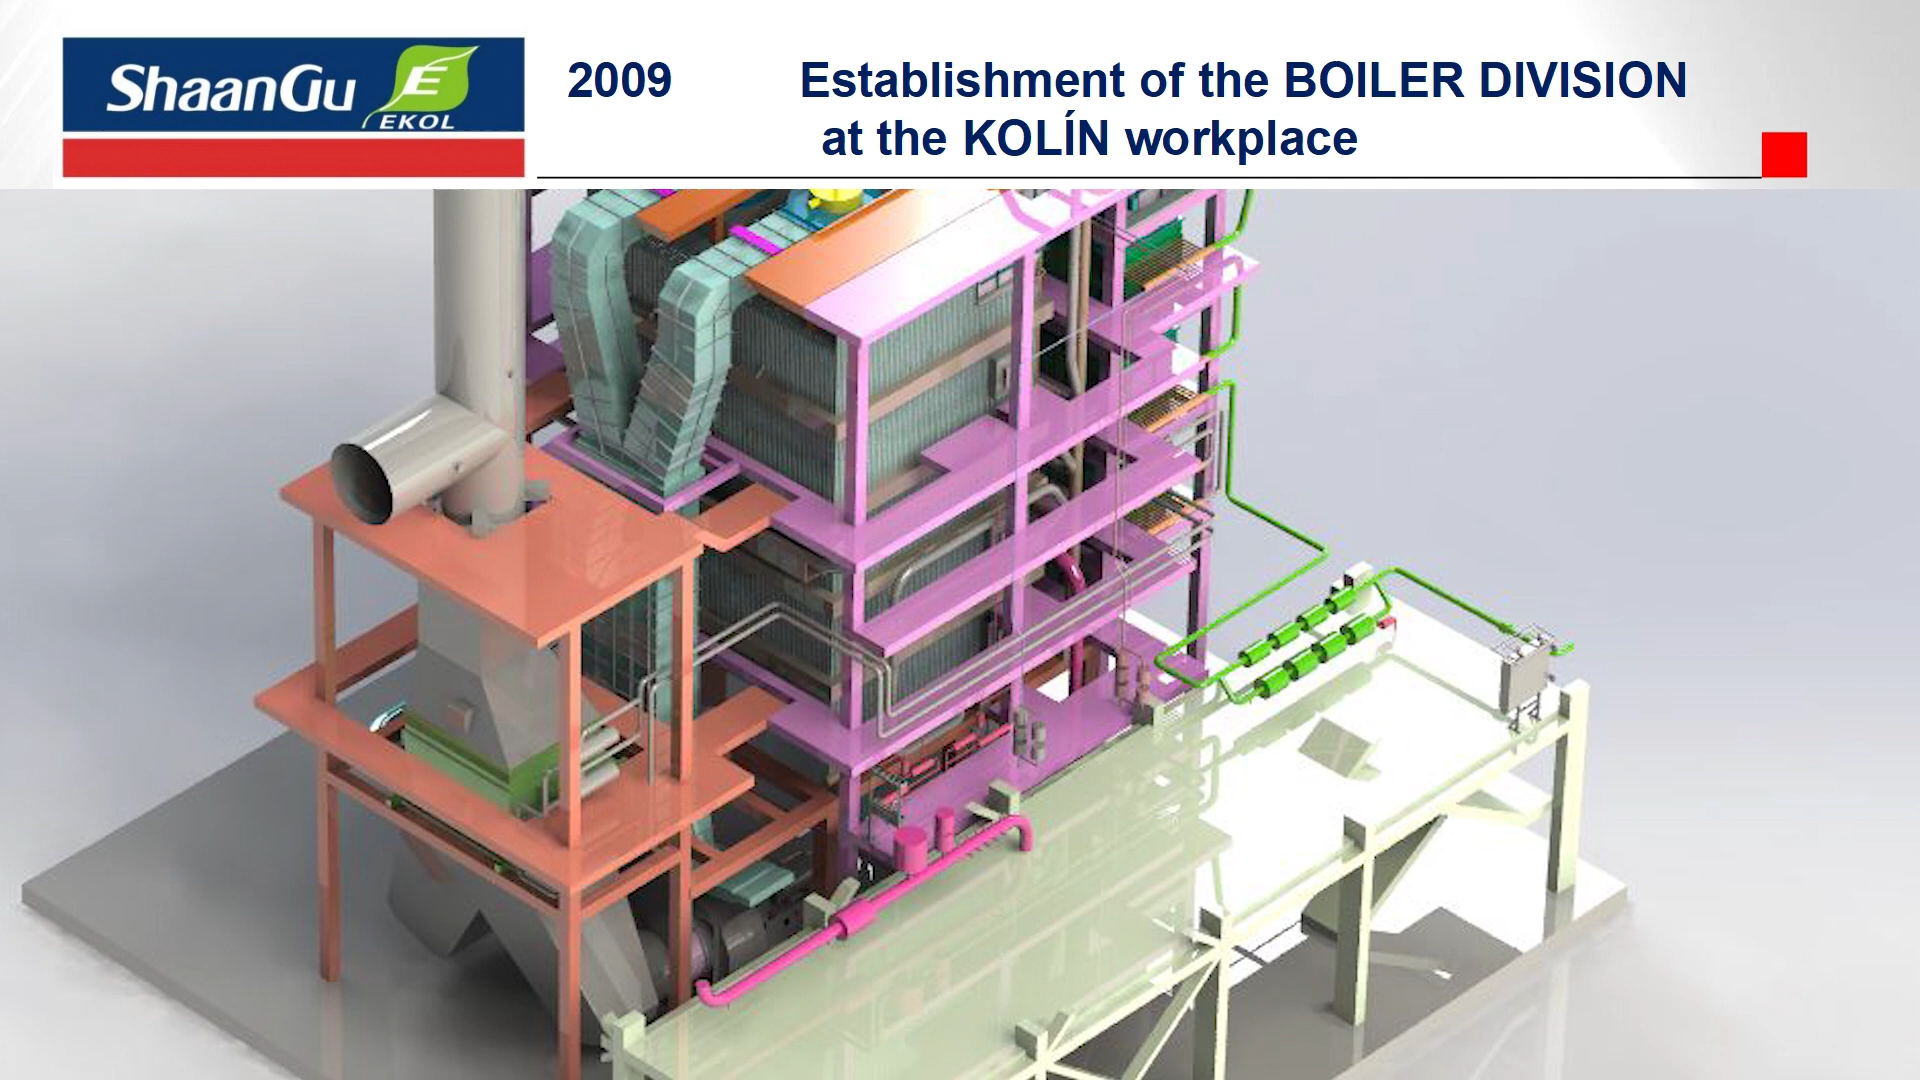 ShaanGu
E
EKOL
2009 Establishment of the BOILER DIVISION
at the KOLÍN workplace